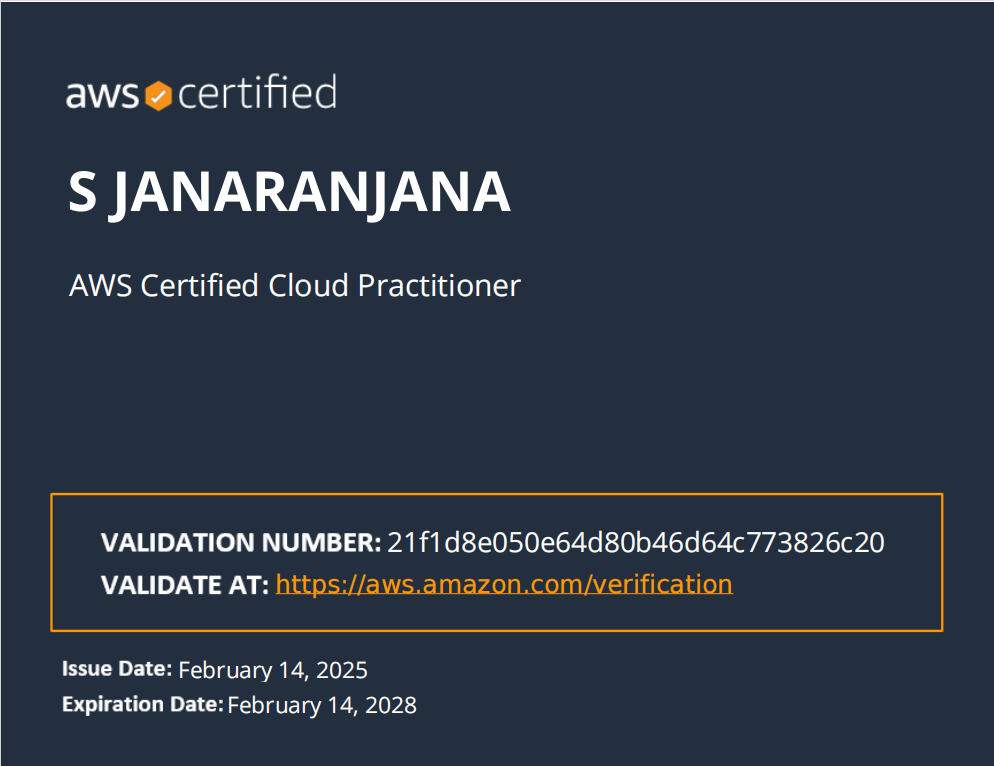 aws certified
S JANARANJANA
AWS Certified Cloud Practitioner
VALIDATION NUMBER: 21f1d8e050e64d80b46d64c773826c20
VALIDATE AT: https://aws.amazon.com/verification
Issue Date: February 14, 2025
Expiration Date: February 14, 2028